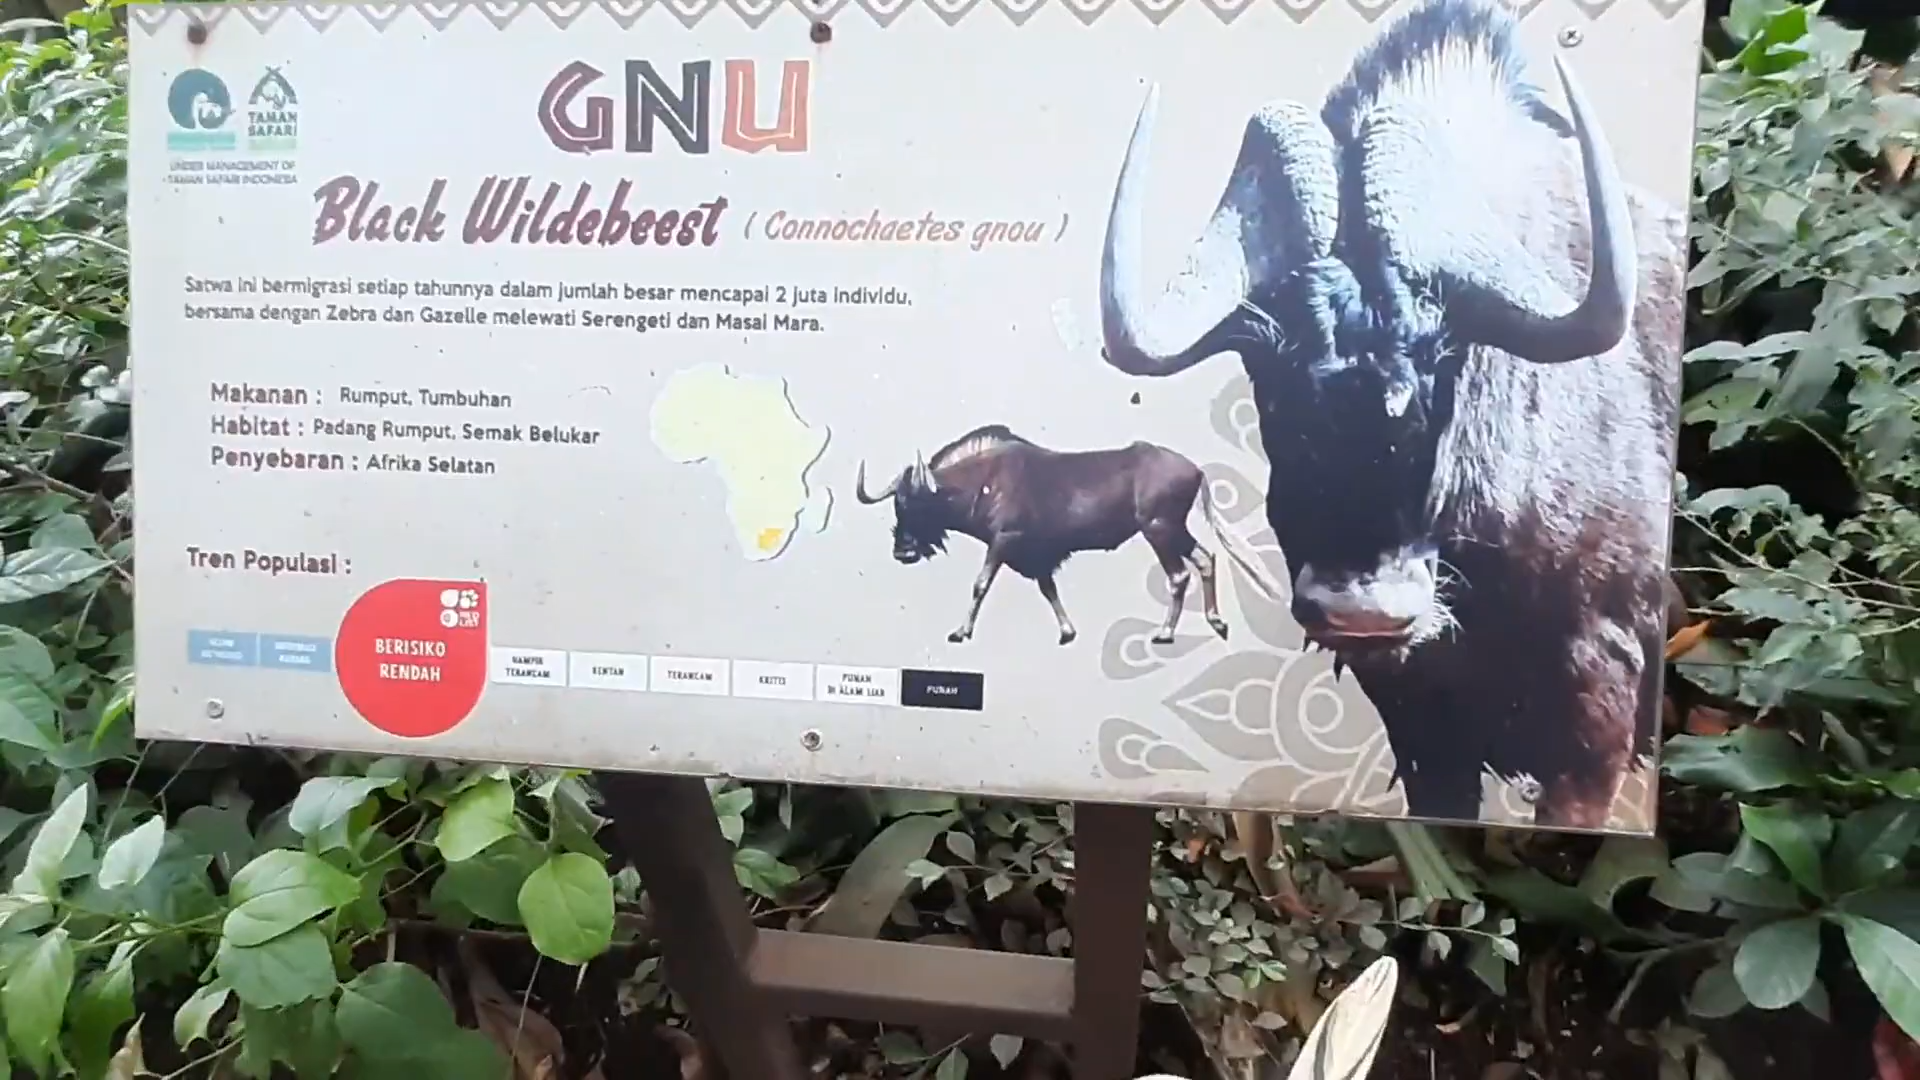 GNU
TAMAN
SAFARI
UNDER MANAGEMENT OF
TAMAN SAFARI INDONESIA
Black Wildebeest ( Connochaetes gnou )
Satwa ini bermigrasi setiap tahunnya dalam jumlah besar mencapai 2 juta individu,
bersama dengan Zebra dan Gazelle melewati Serengeti dan Masai Mara.
Makanan : Rumput, Tumbuhan
Habitat : Padang Rumput, Semak Belukar
Penyebaran : Afrika Selatan
Tren Populasi :
RED
LIST
BERISIKO
RENDAH
HAMPIR
TERANCAM
RENTAN
TERANCAM
KRITIS
PUNAH
DI ALAM LIAR
PUNAH